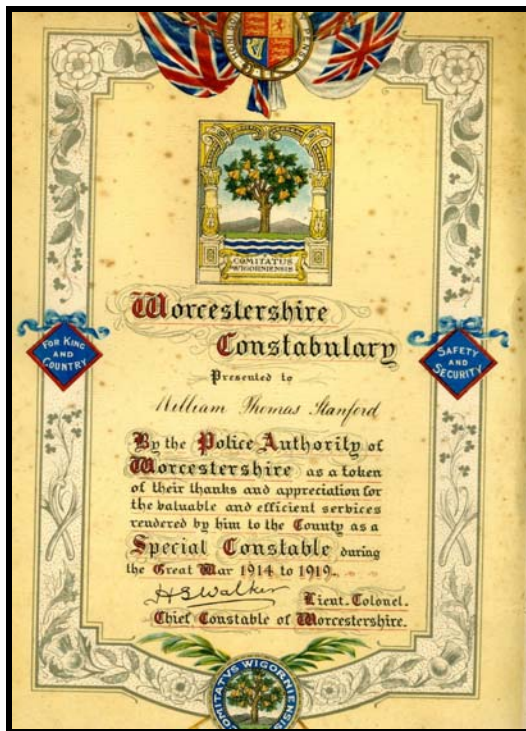 COMITATUS
WIGORNIENSIS
Worcestershire
Constabulary
FOR KING
AND
COUNTRY
SAFETY
AND
SECURITY
Presented to
William Thomas Stanford
By the Police Authority of
Worcestershire as a token
of their thanks and appreciation for
the valuable and efficient services
rendered by him to the County as a
Special Constable during
the Great War 1914 to 1919.
H S Walker
Lieut. Colonel.
Chief Constable of Worcestershire.
COMITATVS WIGORNIENSIS